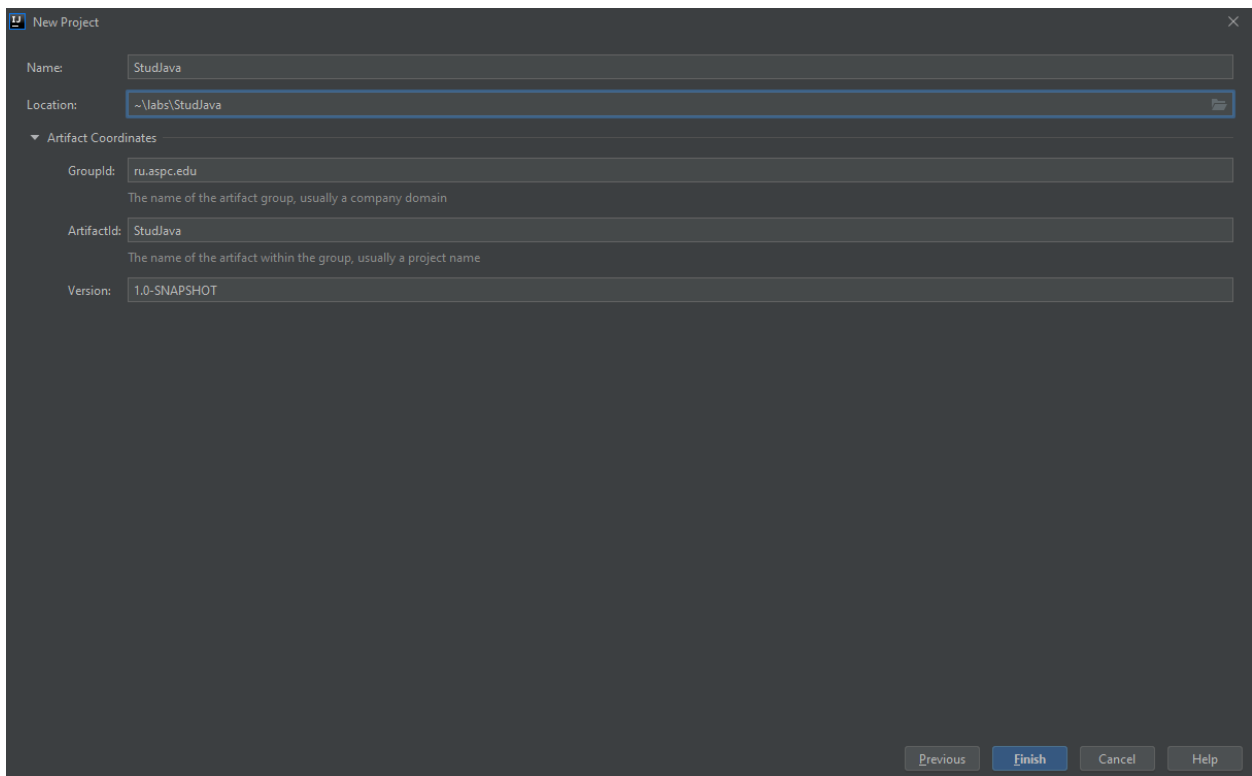 New Project
Name: StudJava
Location: ~\labs\StudJava
Artifact Coordinates
GroupId: ru.aspc.edu
The name of the artifact group, usually a company domain
ArtifactId: StudJava
The name of the artifact within the group, usually a project name
Version: 1.0-SNAPSHOT
Previous Finish Cancel Help